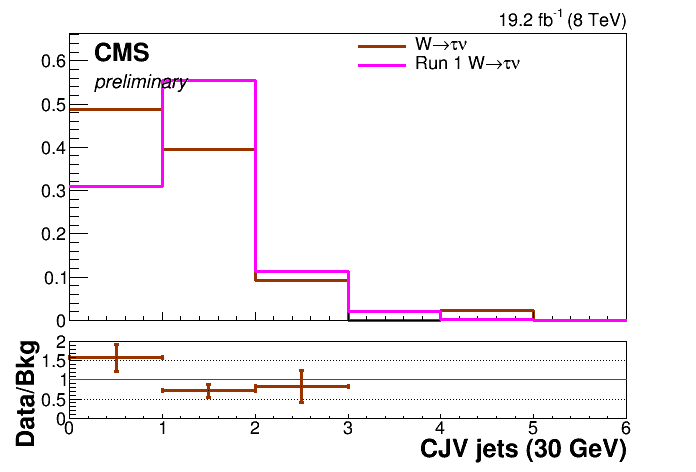 19.2 fb⁻¹ (8 TeV)
CMS
preliminary
W→τν
Run 1 W→τν
0.6
0.5
0.4
0.3
0.2
0.1
0
Data/Bkg
2
1.5
1
0.5
0
0 1 2 3 4 5 6
CJV jets (30 GeV)